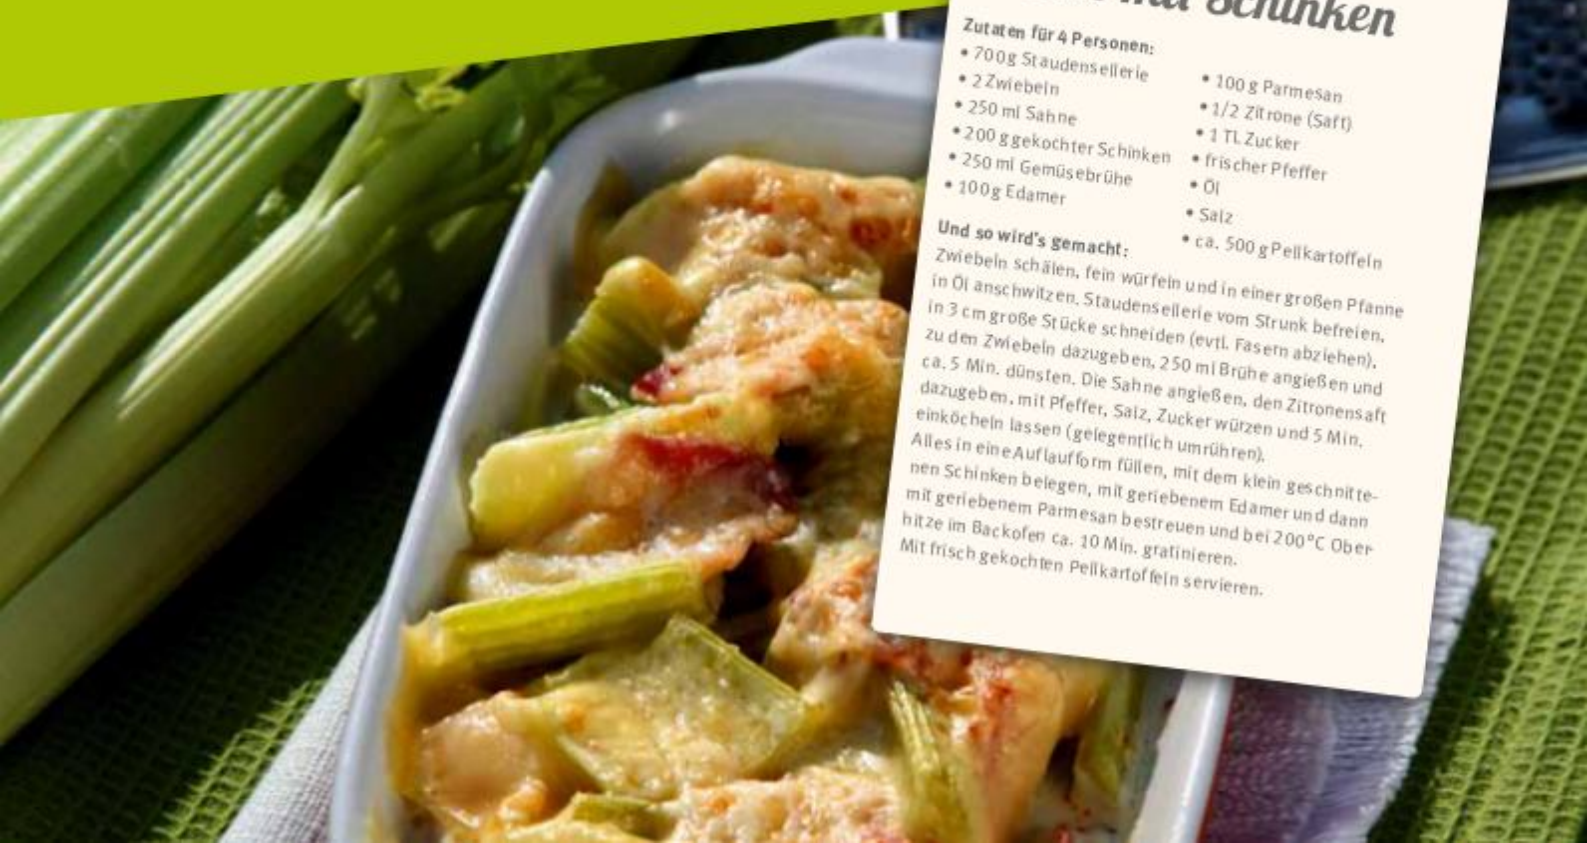 mit Schinken
Zutaten für 4 Personen:
• 700g Staudensellerie
• 2 Zwiebeln
• 250 ml Sahne
• 200 g gekochter Schinken
• 250 ml Gemüsebrühe
• 100g Edamer
• 100 g Parmesan
• 1/2 Zitrone (Saft)
• 1 TL Zucker
• frischer Pfeffer
• Öl
• Salz
• ca. 500 g Pellkartoffeln
Und so wird's gemacht:
Zwiebeln schälen, fein würfeln und in einer großen Pfanne
in Öl anschwitzen. Staudensellerie vom Strunk befreien,
in 3 cm große Stücke schneiden (evtl. Fasern abziehen),
zu den Zwiebeln dazugeben, 250 ml Brühe angießen und
ca. 5 Min. dünsten. Die Sahne angießen, den Zitronensaft
dazugeben, mit Pfeffer, Salz, Zucker würzen und 5 Min.
einköcheln lassen (gelegentlich umrühren).
Alles in eine Auflaufform füllen, mit dem klein geschnitte-
nen Schinken belegen, mit geriebenem Edamer und dann
mit geriebenem Parmesan bestreuen und bei 200°C Ober-
hitze im Backofen ca. 10 Min. gratinieren.
Mit frisch gekochten Pellkartoffeln servieren.